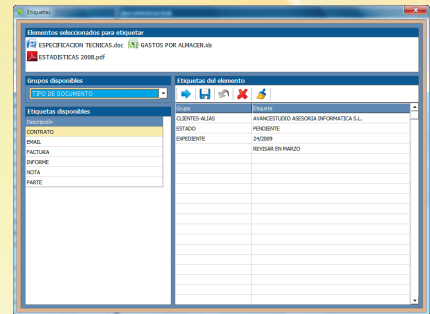 Etiquetas
Elementos seleccionados para etiquetar
ESPECIFICACION TECNICAS.doc GASTOS POR ALMACEN.xls
ESTADISTICAS 2008.pdf
Grupos disponibles
TIPO DE DOCUMENTO
Etiquetas disponibles
Descripción
CONTRATO
EMAIL
FACTURA
INFORME
NOTA
PARTE
Etiquetas del elemento
Grupo Etiqueta
CLIENTES-ALIAS AVANCESTUDIO ASESORIA INFORMATICA S.L.
ESTADO PENDIENTE
EXPEDIENTE 24/2009
REVISAR EN MARZO